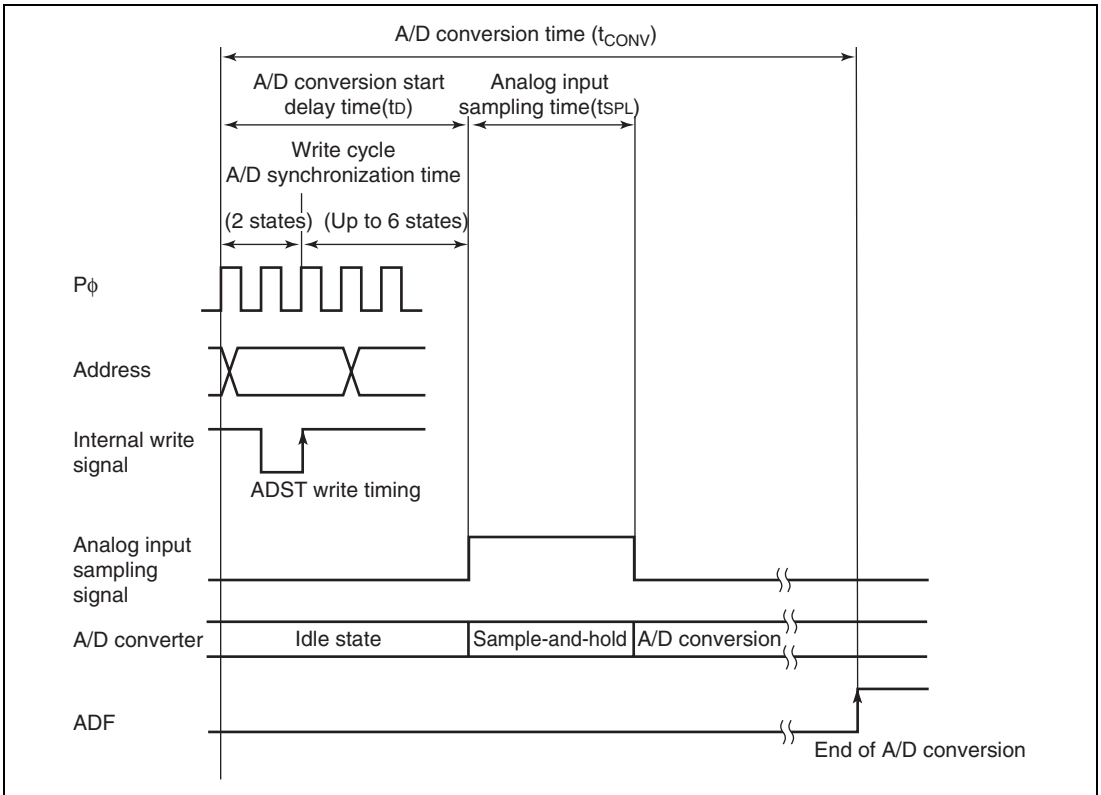 A/D conversion time (tCONV)
A/D conversion start
delay time(tD)
Analog input
sampling time(tSPL)
Write cycle
A/D synchronization time
(2 states) (Up to 6 states)
Pϕ
Address
Internal write
signal
ADST write timing
Analog input
sampling
signal
A/D converter
Idle state
Sample-and-hold
A/D conversion
ADF
End of A/D conversion